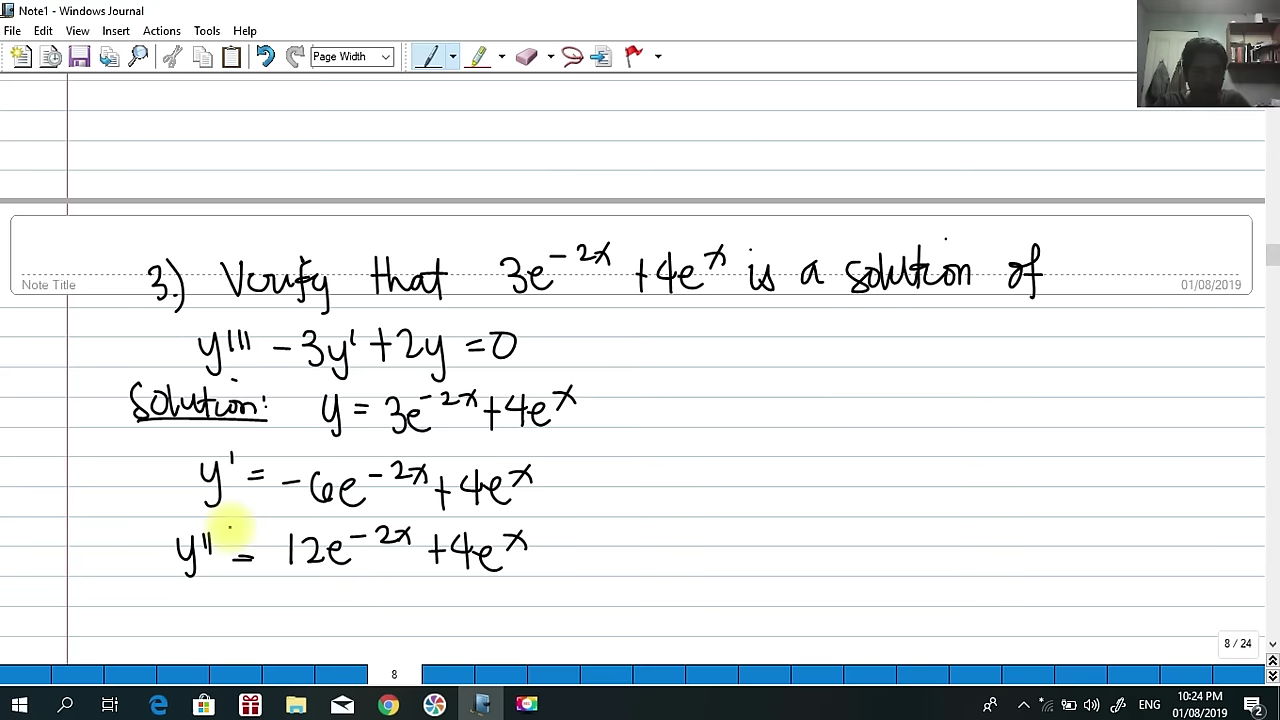 Note1 - Windows Journal
File Edit View Insert Actions Tools Help
Page Width
3.) Verify that 3e^-2x + 4e^x is a solution of
Note Title
01/08/2019
y''' - 3y' + 2y = 0
Solution: y = 3e^-2x + 4e^x
y' = -6e^-2x + 4e^x
y'' = 12e^-2x + 4e^x
8 / 24
8
ENG
10:24 PM
01/08/2019
2